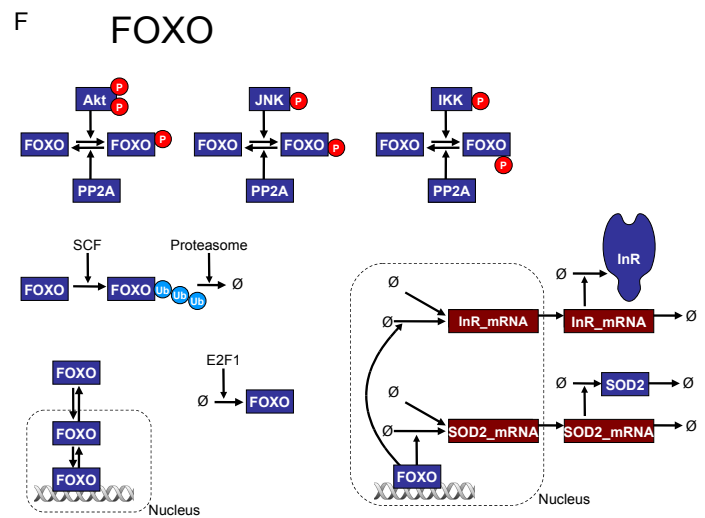 F
FOXO
Akt P P
JNK P
IKK P
FOXO FOXO P
FOXO FOXO P
FOXO FOXO P
PP2A
PP2A
PP2A
SCF
Proteasome
FOXO FOXO Ub Ub Ub Ø
E2F1
Ø FOXO
FOXO
FOXO
FOXO
Nucleus
InR
Ø
Ø
Ø InR_mRNA InR_mRNA Ø
Ø
Ø SOD2 Ø
Ø SOD2_mRNA SOD2_mRNA Ø
FOXO
Nucleus